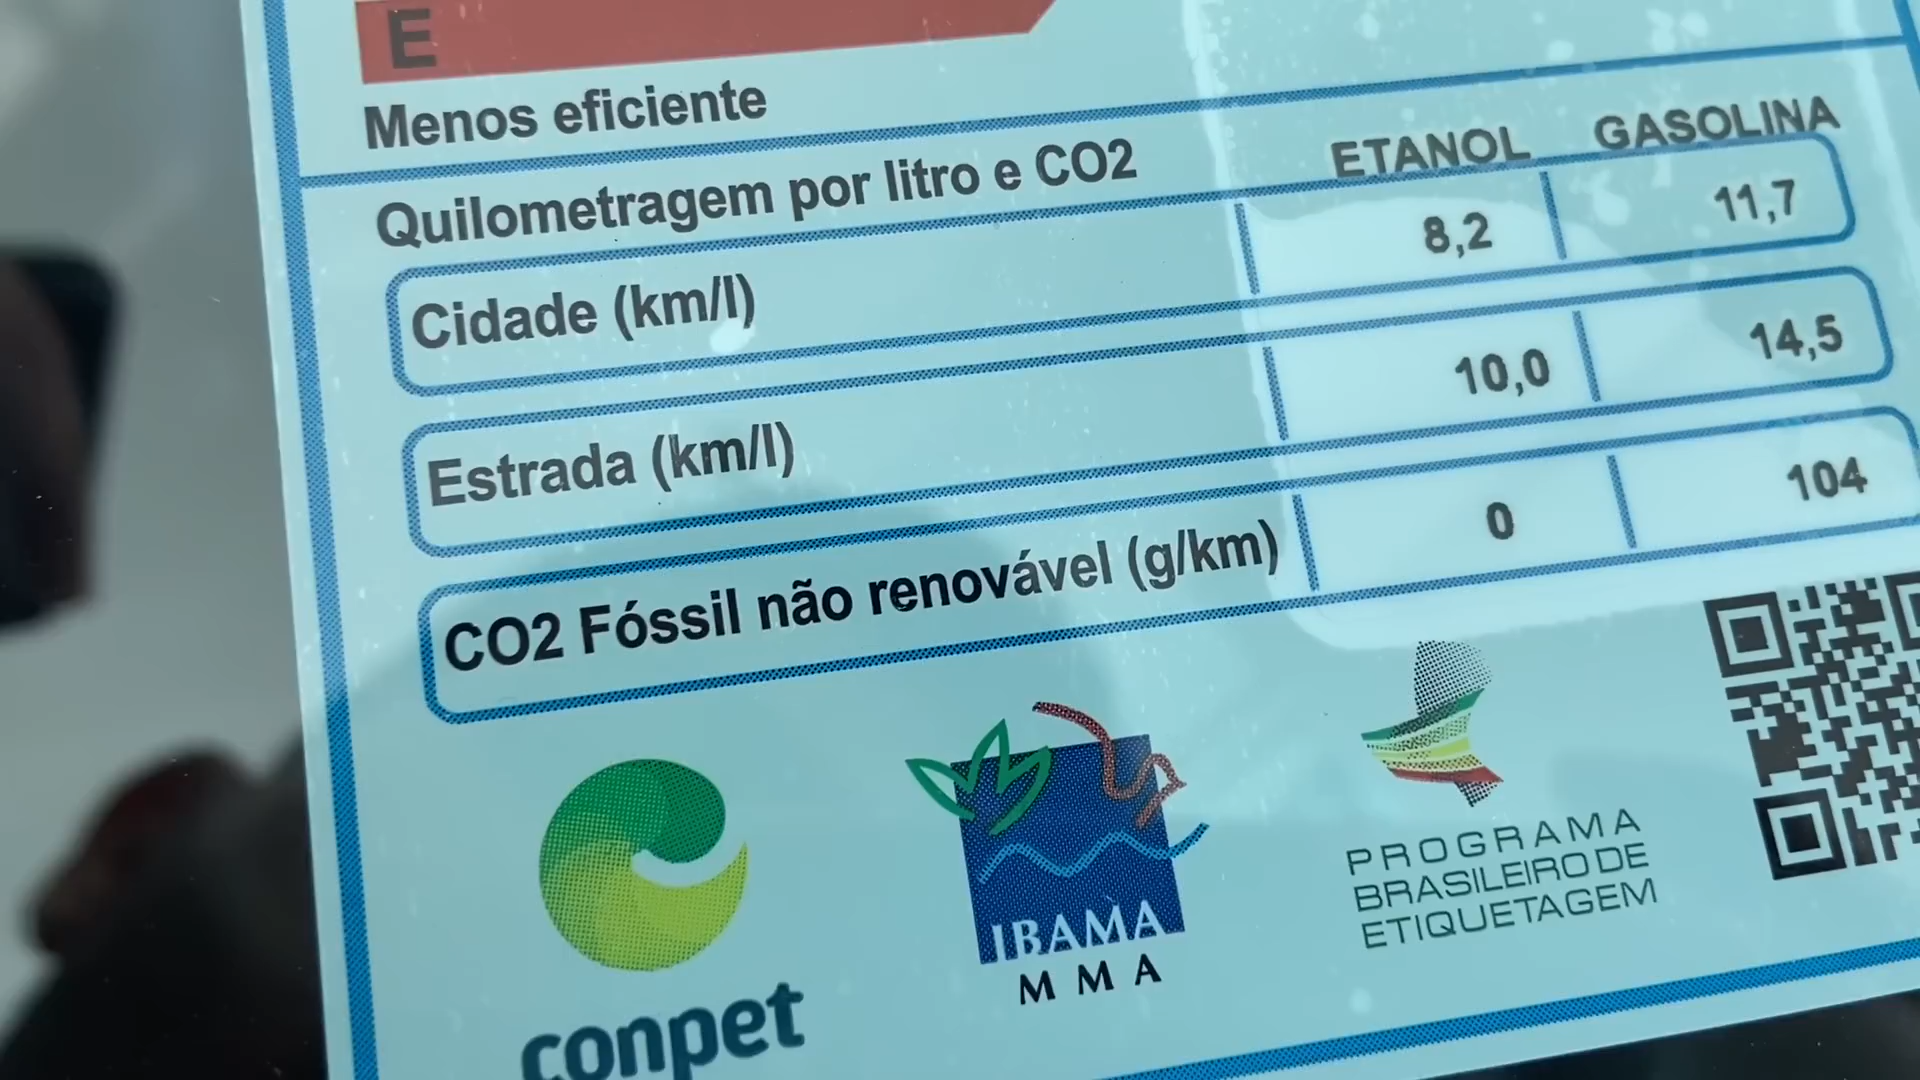 E
Menos eficiente
Quilometragem por litro e CO2 ETANOL GASOLINA
Cidade (km/l) 8,2 11,7
Estrada (km/l) 10,0 14,5
CO2 Fóssil não renovável (g/km) 0 104
conpet
IBAMA
M M A
PROGRAMA
BRASILEIRO DE
ETIQUETAGEM